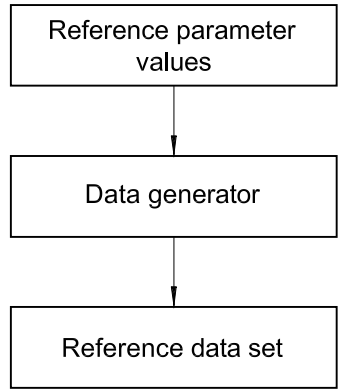 Reference parameter
values
Data generator
Reference data set